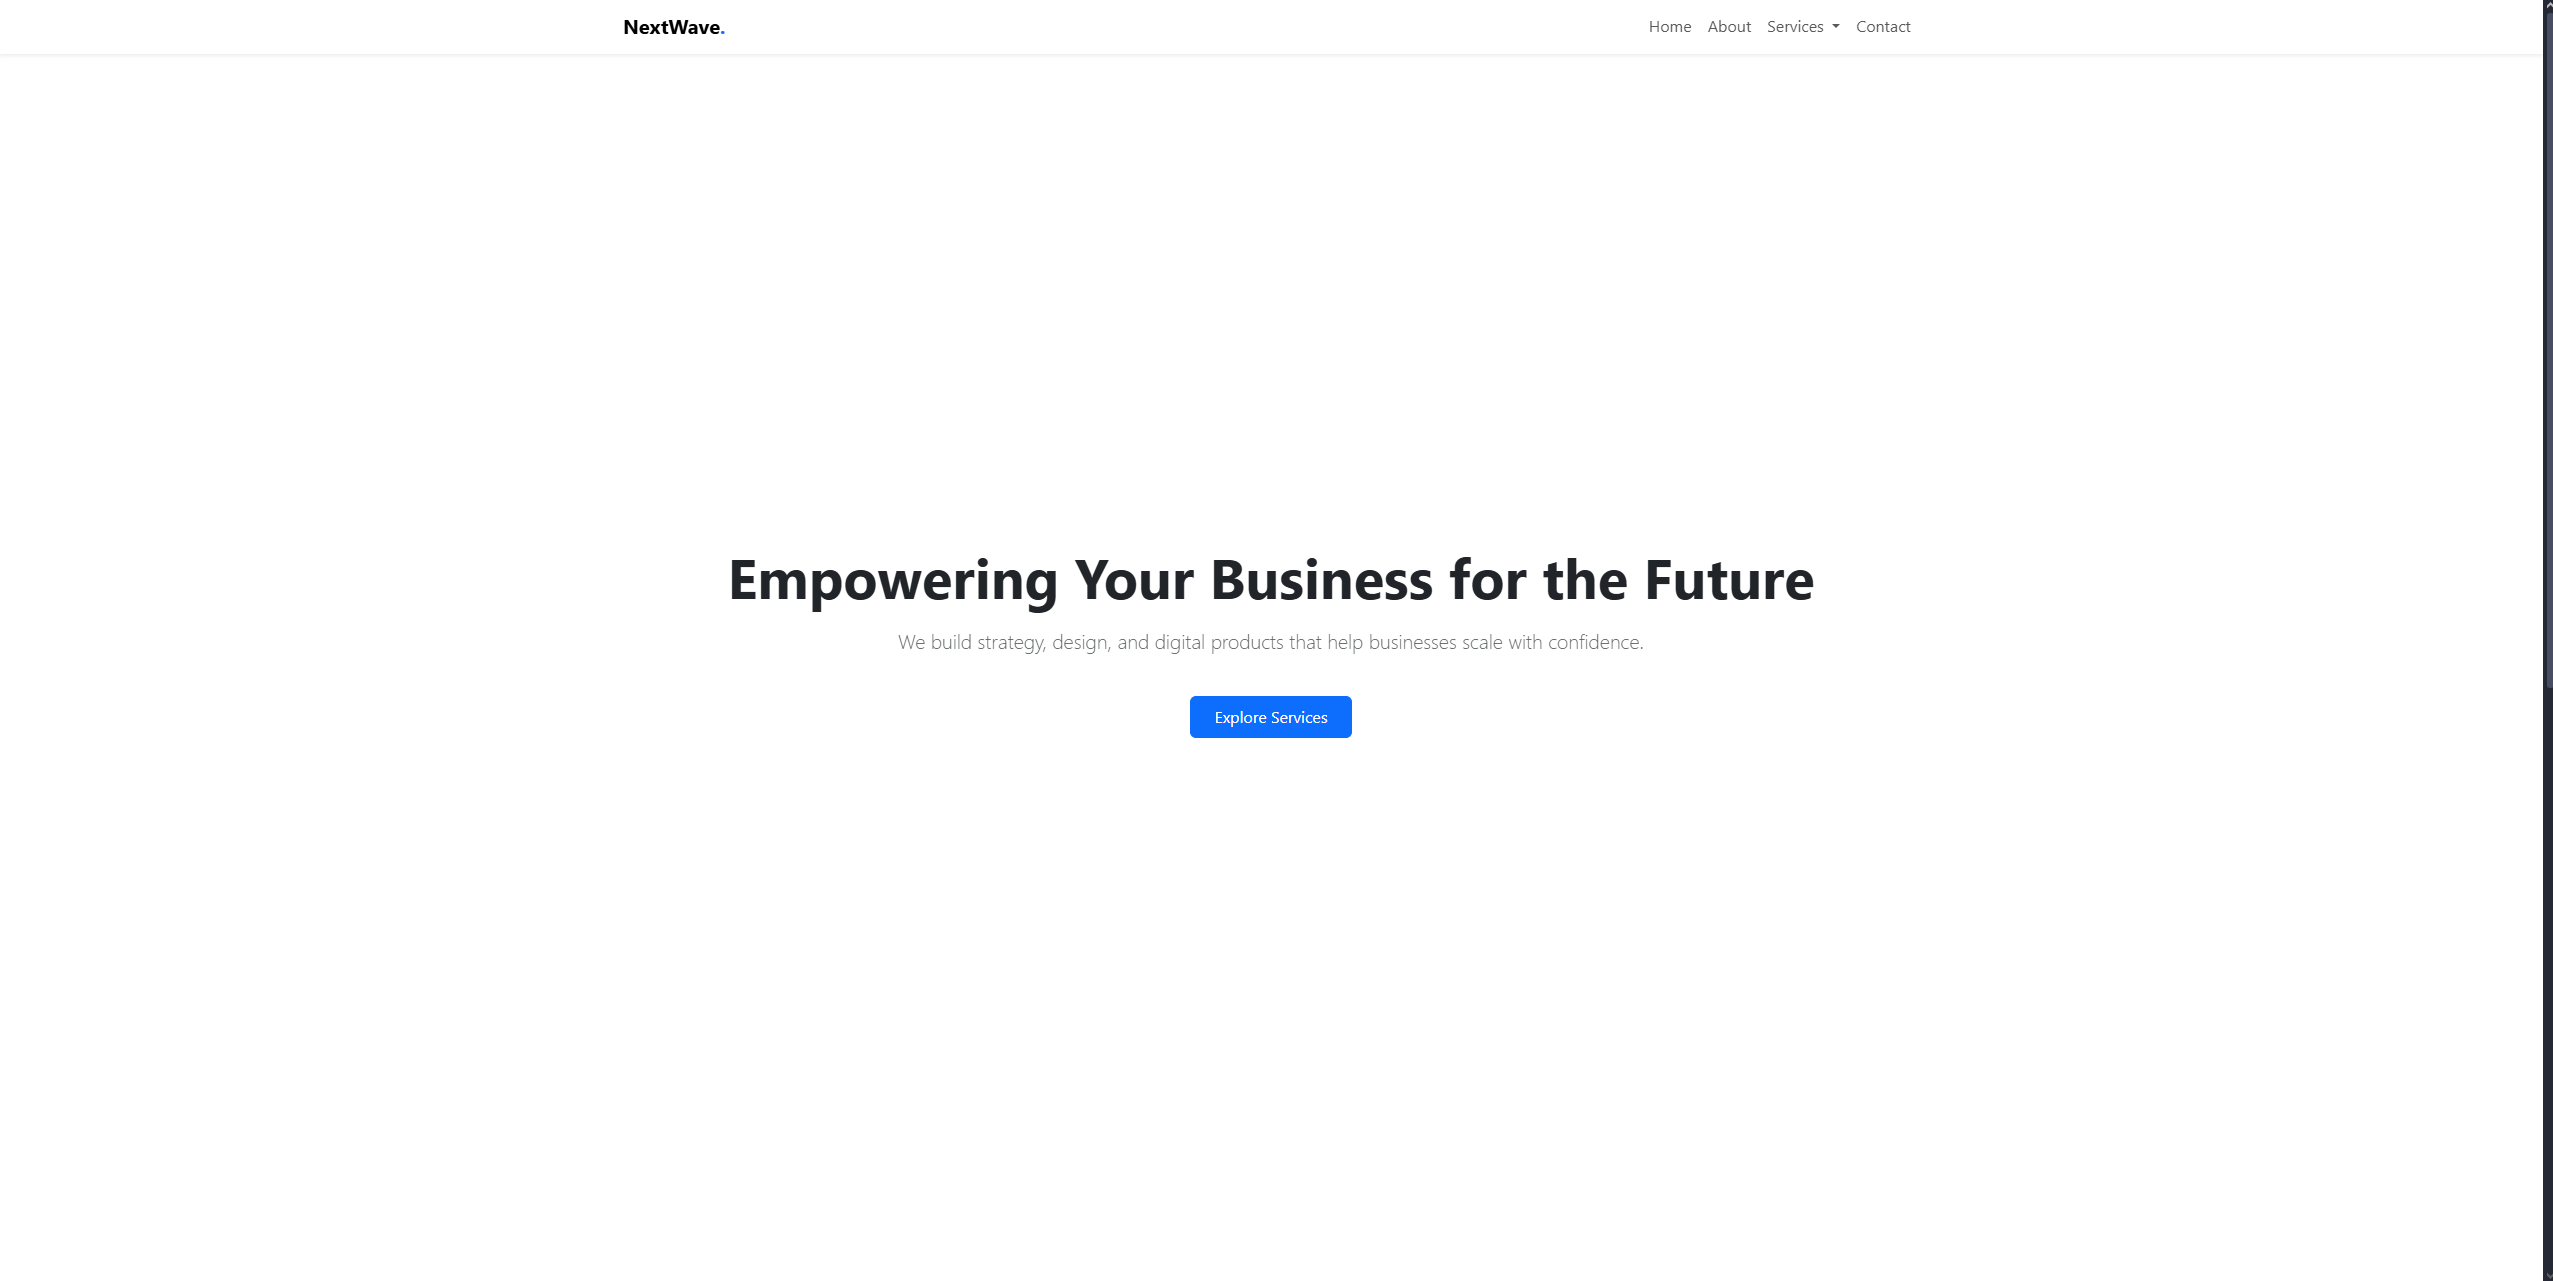 NextWave.
Home About Services Contact
Empowering Your Business for the Future
We build strategy, design, and digital products that help businesses scale with confidence.
Explore Services